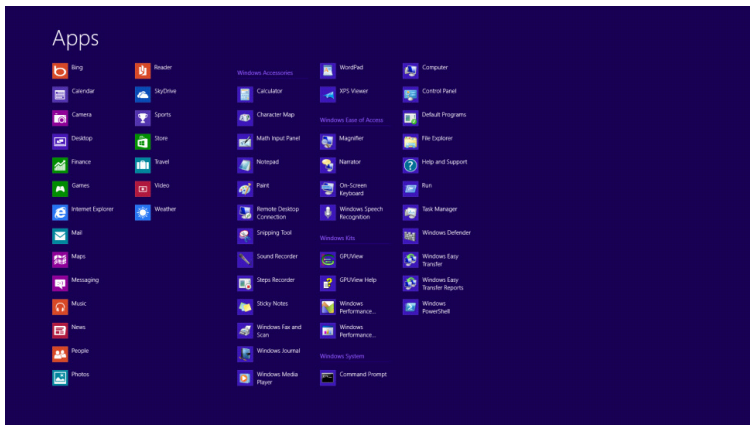 Apps
Bing
Calendar
Camera
Desktop
Finance
Games
Internet Explorer
Mail
Maps
Messaging
Music
News
People
Photos
Reader
SkyDrive
Sports
Store
Travel
Video
Weather
Windows Accessories
Calculator
Character Map
Math Input Panel
Notepad
Paint
Remote Desktop
Connection
Snipping Tool
Sound Recorder
Steps Recorder
Sticky Notes
Windows Fax and
Scan
Windows Journal
Windows Media
Player
WordPad
XPS Viewer
Windows Ease of Access
Magnifier
Narrator
On-Screen
Keyboard
Windows Speech
Recognition
Windows Kits
GPUView
GPUView Help
Windows
Performance...
Windows
Performance...
Windows System
Command Prompt
Computer
Control Panel
Default Programs
File Explorer
Help and Support
Run
Task Manager
Windows Defender
Windows Easy
Transfer
Windows Easy
Transfer Reports
Windows
PowerShell